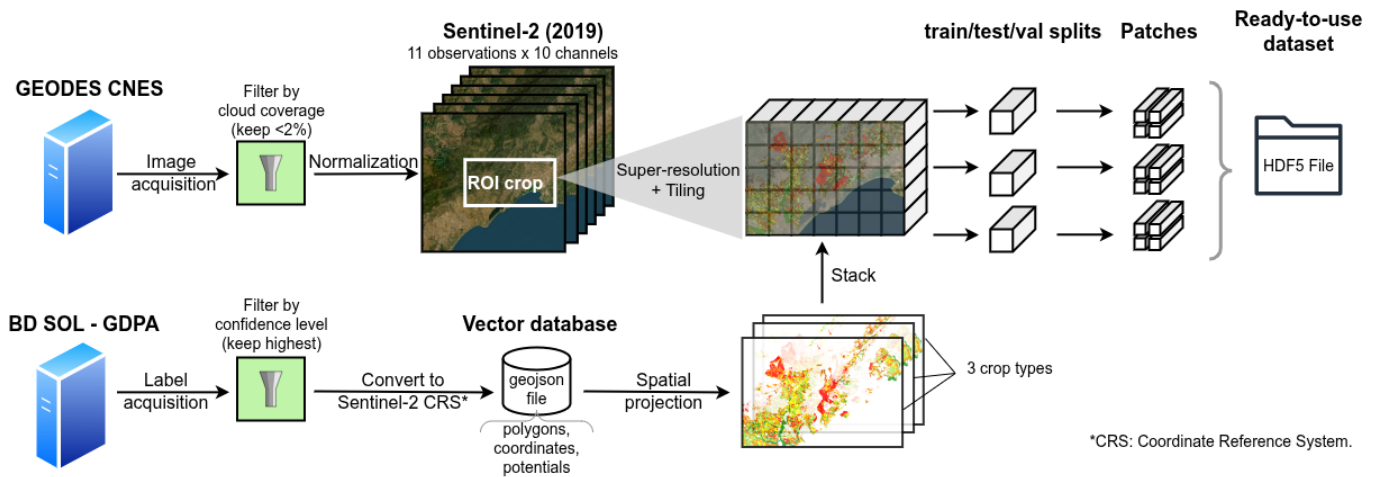 GEODES CNES
Image
acquisition
Filter by
cloud coverage
(keep <2%)
Normalization
Sentinel-2 (2019)
11 observations x 10 channels
ROI crop
Super-resolution
+ Tiling
train/test/val splits
Patches
Ready-to-use
dataset
HDF5 File
Stack
BD SOL - GDPA
Label
acquisition
Filter by
confidence level
(keep highest)
Convert to
Sentinel-2 CRS*
Vector database
geojson
file
polygons,
coordinates,
potentials
Spatial
projection
3 crop types
*CRS: Coordinate Reference System.